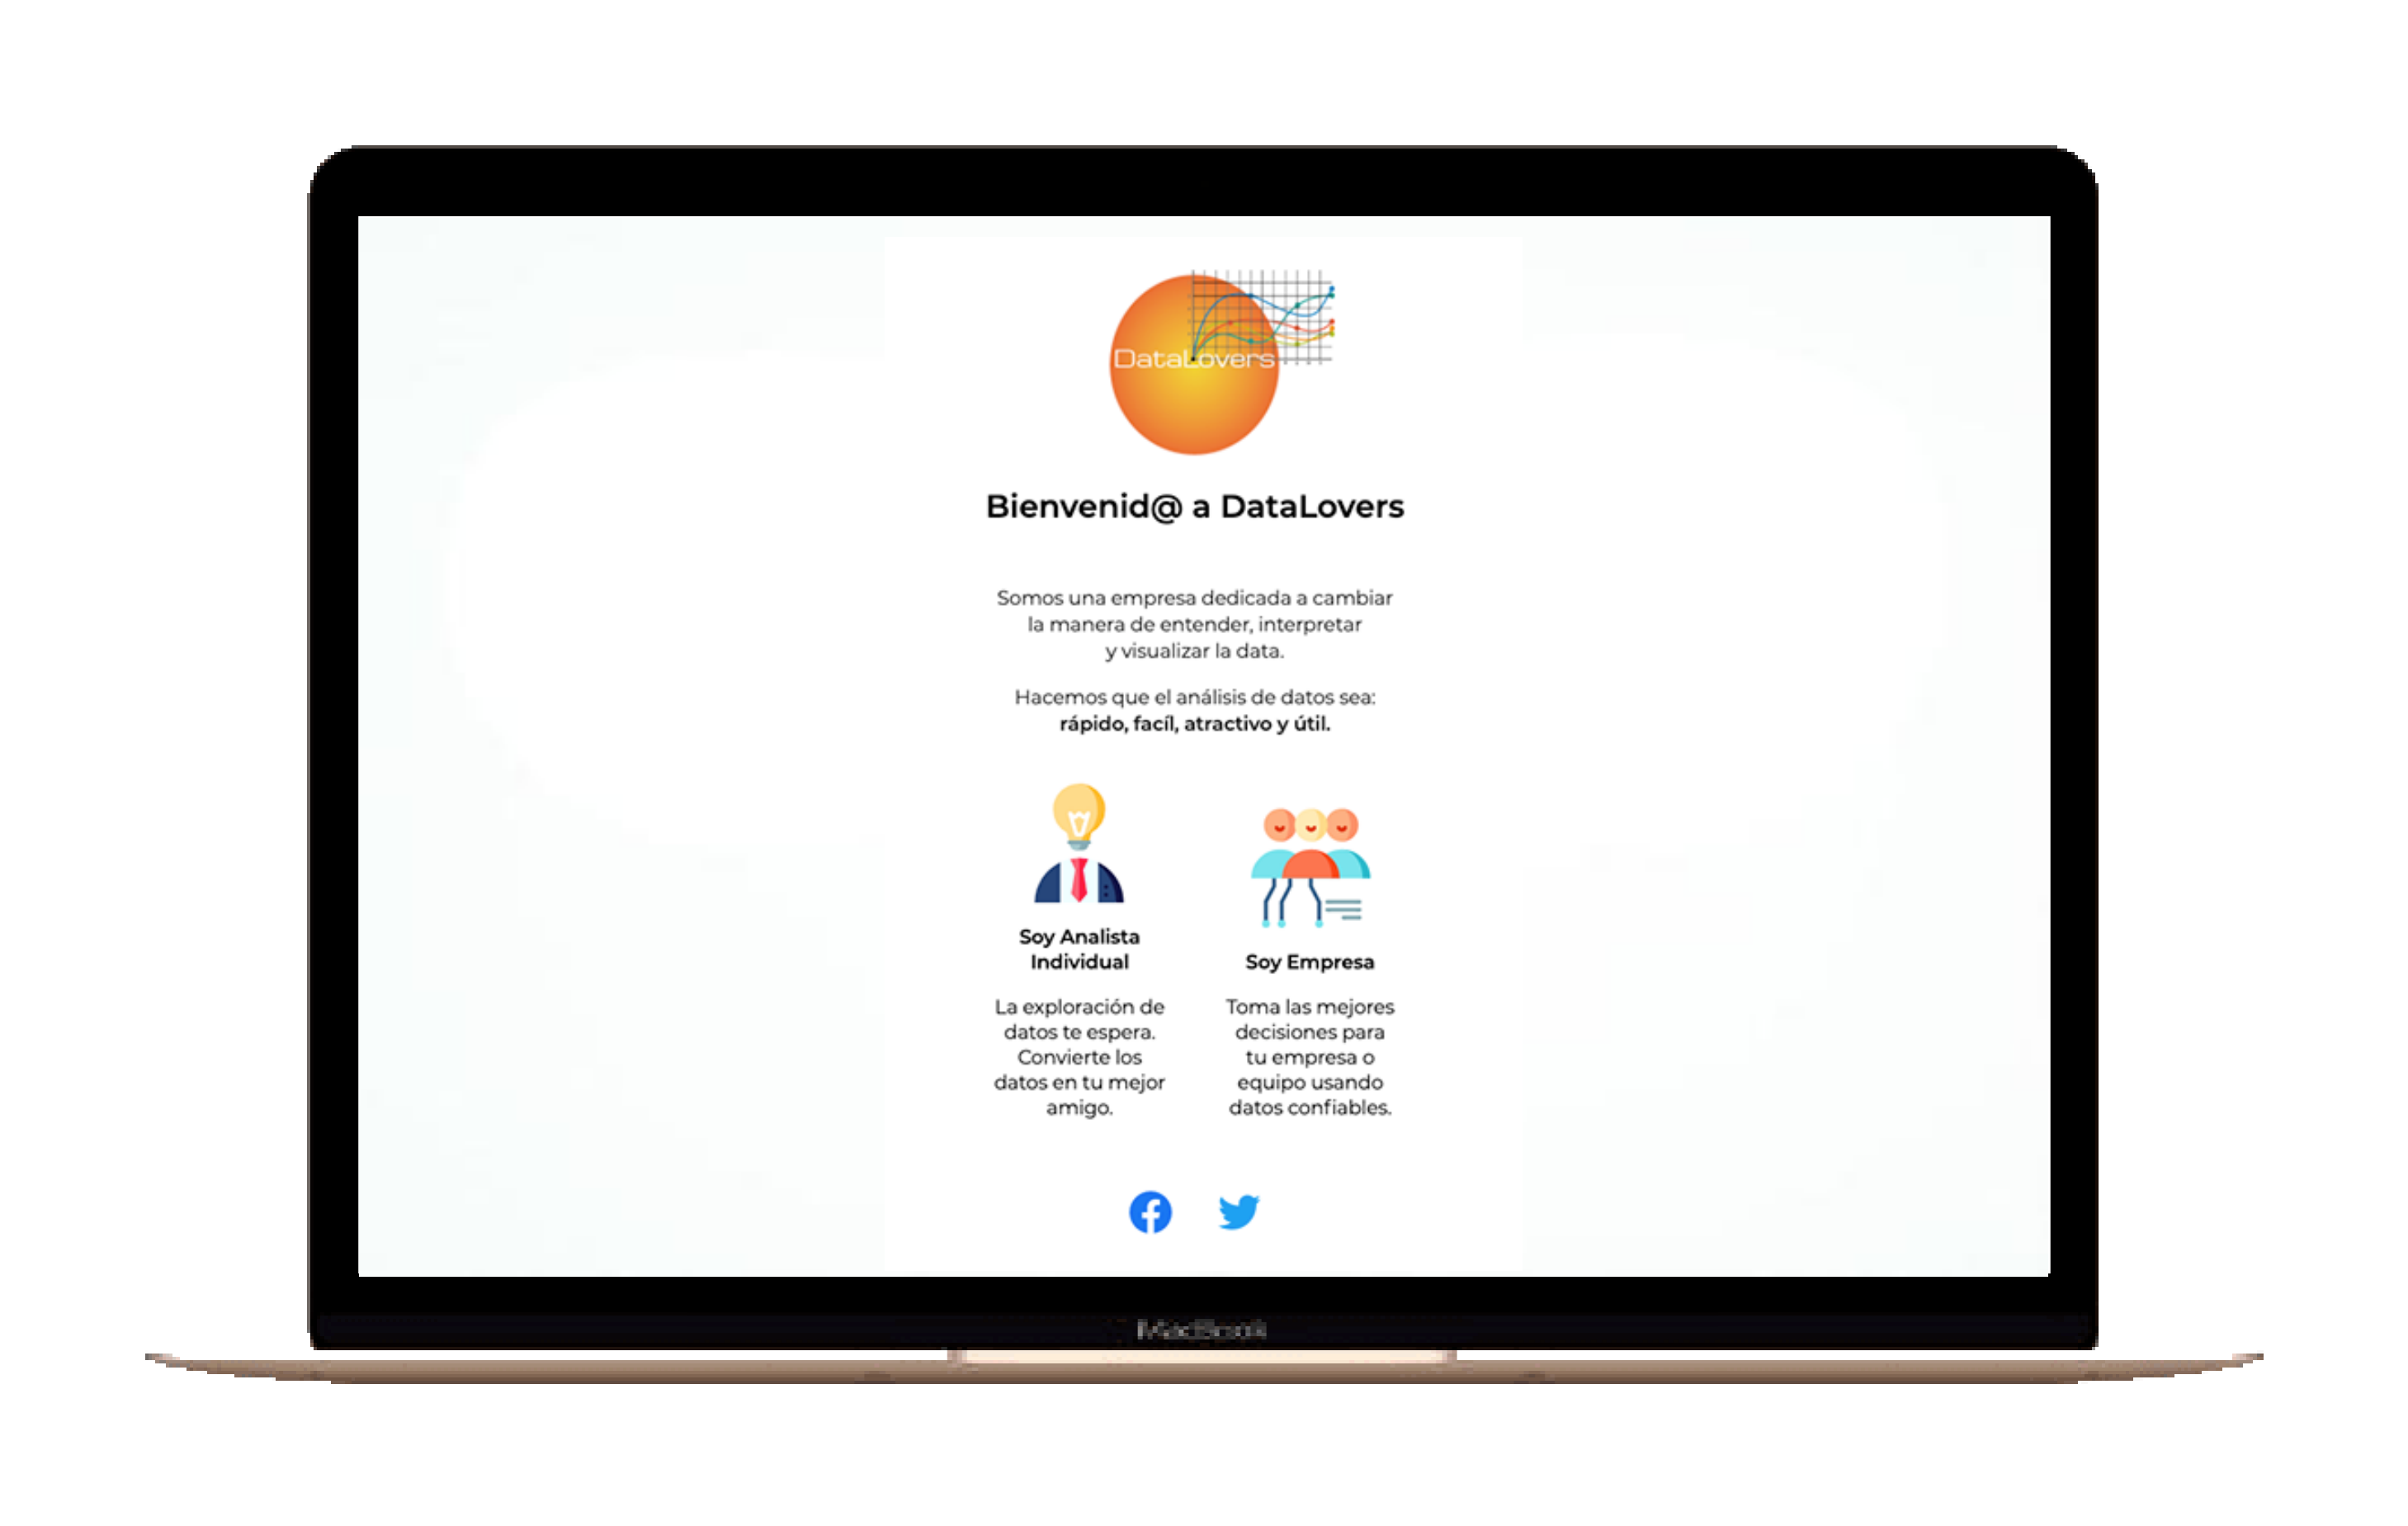 DataLovers
Bienvenid@ a DataLovers
Somos una empresa dedicada a cambiar
la manera de entender, interpretar
y visualizar la data.
Hacemos que el análisis de datos sea:
rápido, facíl, atractivo y útil.
Soy Analista
Individual
La exploración de
datos te espera.
Convierte los
datos en tu mejor
amigo.
Soy Empresa
Toma las mejores
decisiones para
tu empresa o
equipo usando
datos confiables.
MacBook